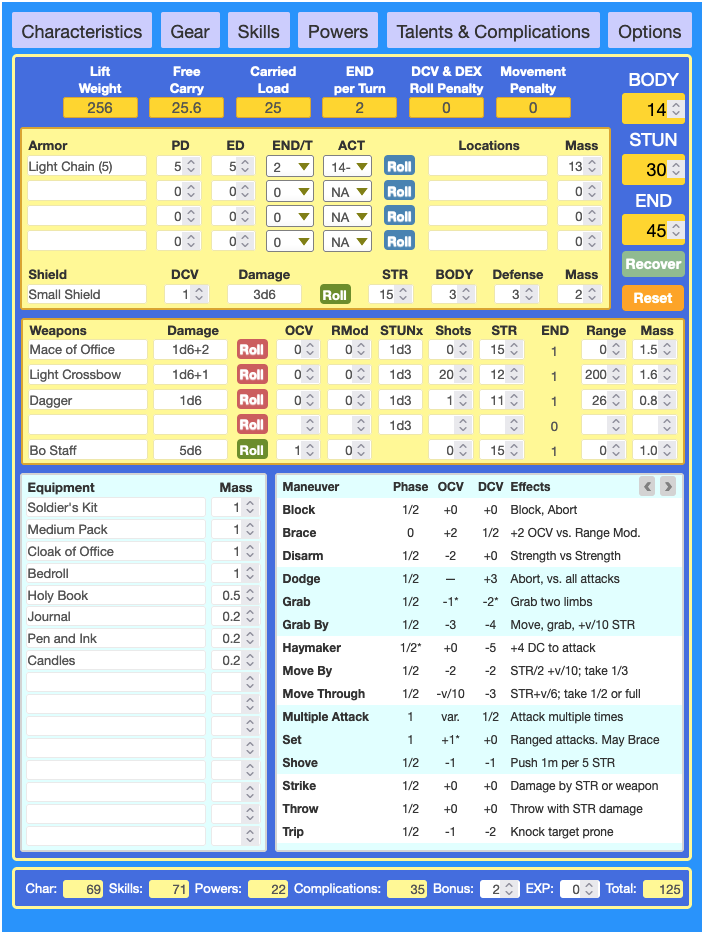 Characteristics Gear Skills Powers Talents & Complications Options
Lift Weight Free Carry Carried Load END per Turn DCV & DEX Roll Penalty Movement Penalty
256 25.6 25 2 0 0
BODY
14
STUN
30
END
45
Recover
Reset
Armor PD ED END/T ACT Locations Mass
Light Chain (5) 5 5 2 14- Roll 13
0 0 0 NA Roll 0
0 0 0 NA Roll 0
0 0 0 NA Roll 0
Shield DCV Damage STR BODY Defense Mass
Small Shield 1 3d6 Roll 15 3 3 2
Weapons Damage OCV RMod STUNx Shots STR END Range Mass
Mace of Office 1d6+2 Roll 0 0 1d3 0 15 1 0 1.5
Light Crossbow 1d6+1 Roll 0 0 1d3 20 12 1 200 1.6
Dagger 1d6 Roll 0 0 1d3 1 11 1 26 0.8
Roll 1d3 0
Bo Staff 5d6 Roll 1 0 0 15 1 0 1.0
Equipment Mass
Soldier's Kit 1
Medium Pack 1
Cloak of Office 1
Bedroll 1
Holy Book 0.5
Journal 0.2
Pen and Ink 0.2
Candles 0.2
Maneuver Phase OCV DCV Effects < >
Block 1/2 +0 +0 Block, Abort
Brace 0 +2 1/2 +2 OCV vs. Range Mod.
Disarm 1/2 -2 +0 Strength vs Strength
Dodge 1/2 — +3 Abort, vs. all attacks
Grab 1/2 -1* -2* Grab two limbs
Grab By 1/2 -3 -4 Move, grab, +v/10 STR
Haymaker 1/2* +0 -5 +4 DC to attack
Move By 1/2 -2 -2 STR/2 +v/10; take 1/3
Move Through 1/2 -v/10 -3 STR+v/6; take 1/2 or full
Multiple Attack 1 var. 1/2 Attack multiple times
Set 1 +1* +0 Ranged attacks. May Brace
Shove 1/2 -1 -1 Push 1m per 5 STR
Strike 1/2 +0 +0 Damage by STR or weapon
Throw 1/2 +0 +0 Throw with STR damage
Trip 1/2 -1 -2 Knock target prone
Char: 69 Skills: 71 Powers: 22 Complications: 35 Bonus: 2 EXP: 0 Total: 125